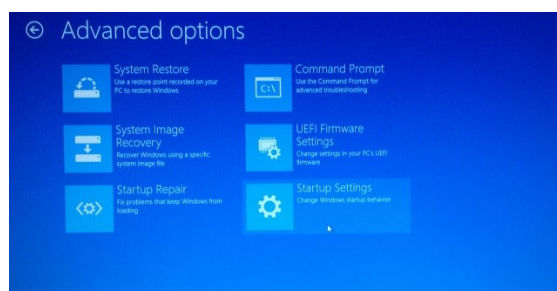 Advanced options
System Restore
Use a restore point recorded on your
PC to restore Windows
Command Prompt
Use the Command Prompt for
advanced troubleshooting
C:\
System Image
Recovery
Recover Windows using a specific
system image file
UEFI Firmware
Settings
Change settings in your PC's UEFI
firmware
Startup Repair
Fix problems that keep Windows from
loading
Startup Settings
Change Windows startup behavior